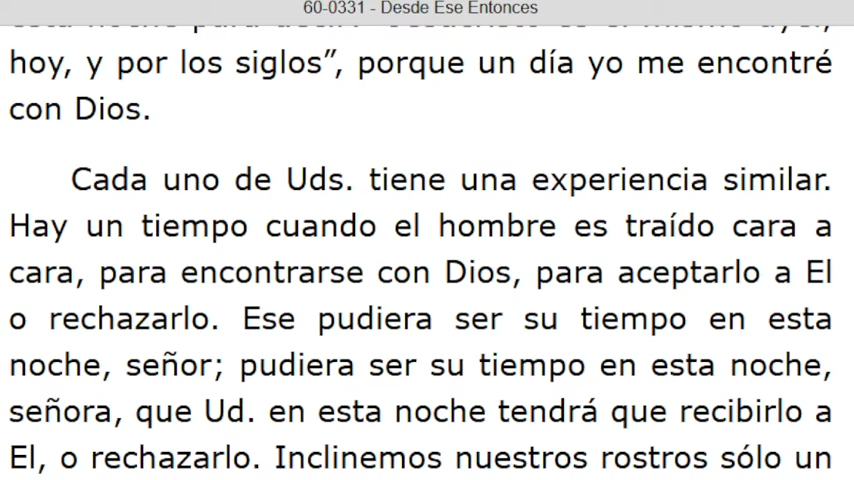 60-0331 - Desde Ese Entonces
hoy, y por los siglos”, porque un día yo me encontré
con Dios.
Cada uno de Uds. tiene una experiencia similar.
Hay un tiempo cuando el hombre es traído cara a
cara, para encontrarse con Dios, para aceptarlo a El
o rechazarlo. Ese pudiera ser su tiempo en esta
noche, señor; pudiera ser su tiempo en esta noche,
señora, que Ud. en esta noche tendrá que recibirlo a
El, o rechazarlo. Inclinemos nuestros rostros sólo un